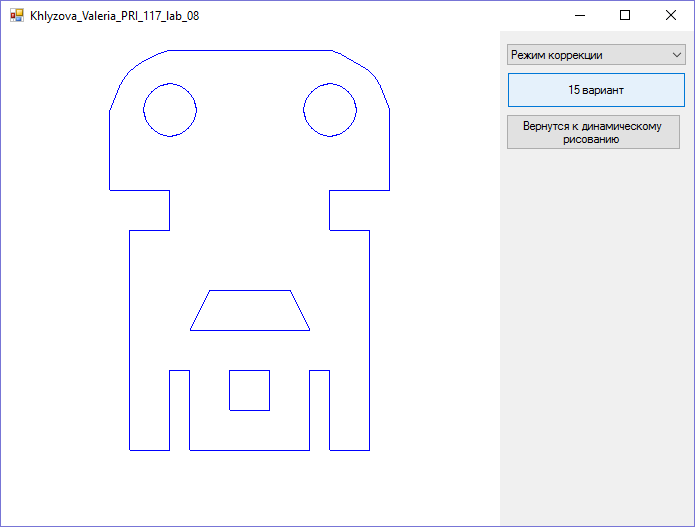 Khlyzova_Valeria_PRI_117_lab_08
Режим коррекции
15 вариант
Вернутся к динамическому
рисованию